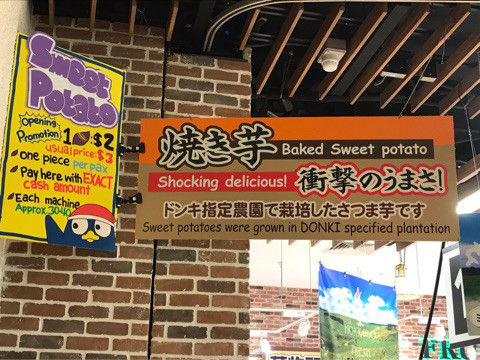 Sweet
Potato
Opening
Promotion
1 $2
usual price: $3
one piece per pax
Pay here with EXACT
cash amount
Each machine
Approx. 30/40
焼き芋 Baked Sweet potato
Shocking delicious! 衝撃のうまさ!
ドンキ指定農園で栽培したさつま芋です
Sweet potatoes were grown in DONKI specified plantation